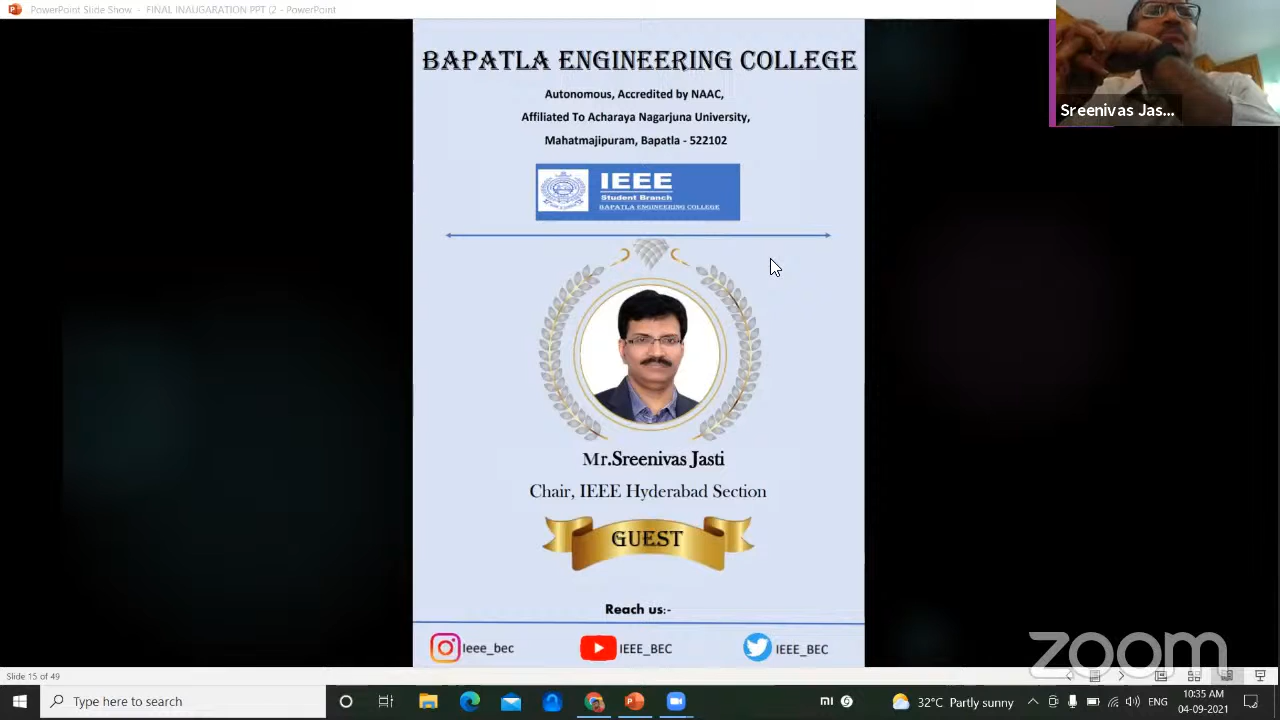 PowerPoint Slide Show - FINAL INAUGARATION PPT (2 - PowerPoint
BAPATLA ENGINEERING COLLEGE
Autonomous, Accredited by NAAC,
Affiliated To Acharaya Nagarjuna University,
Mahatmajipuram, Bapatla - 522102
IEEE
Student Branch
BAPATLA ENGINEERING COLLEGE
Sreenivas Jas...
Mr.Sreenivas Jasti
Chair, IEEE Hyderabad Section
GUEST
Reach us:-
Ieee_bec
IEEE_BEC
IEEE_BEC
zoom
Slide 15 of 49
Type here to search
mi
32°C Partly sunny
ENG
10:35 AM
04-09-2021